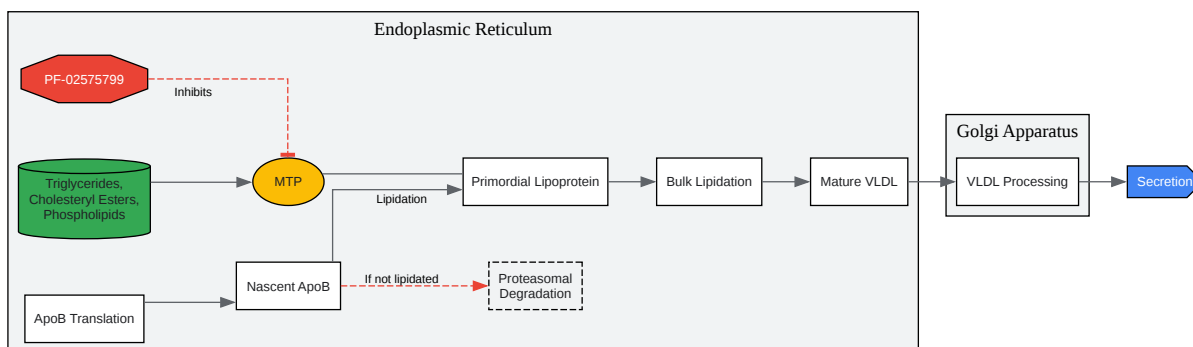 Endoplasmic Reticulum
PF-02575799
Inhibits
Triglycerides,
Cholesteryl Esters,
Phospholipids
MTP
Lipidation
Primordial Lipoprotein
Bulk Lipidation
Mature VLDL
Golgi Apparatus
VLDL Processing
Secretion
ApoB Translation
Nascent ApoB
If not lipidated
Proteasomal
Degradation